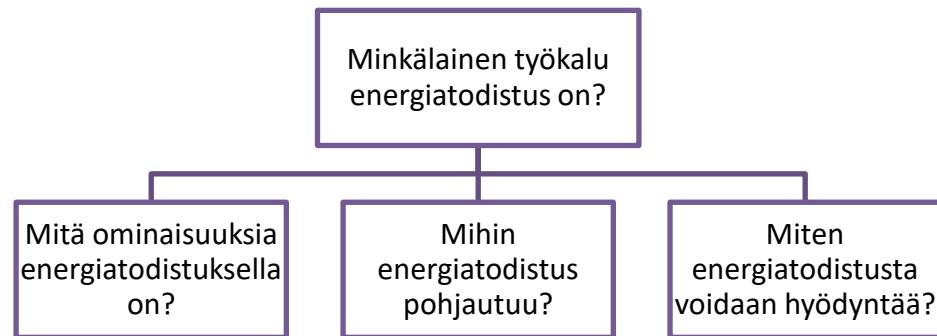 Minkälainen työkalu
energiatodistus on?
Mitä ominaisuuksia
energiatodistuksella
on?
Mihin
energiatodistus
pohjautuu?
Miten
energiatodistusta
voidaan hyödyntää?